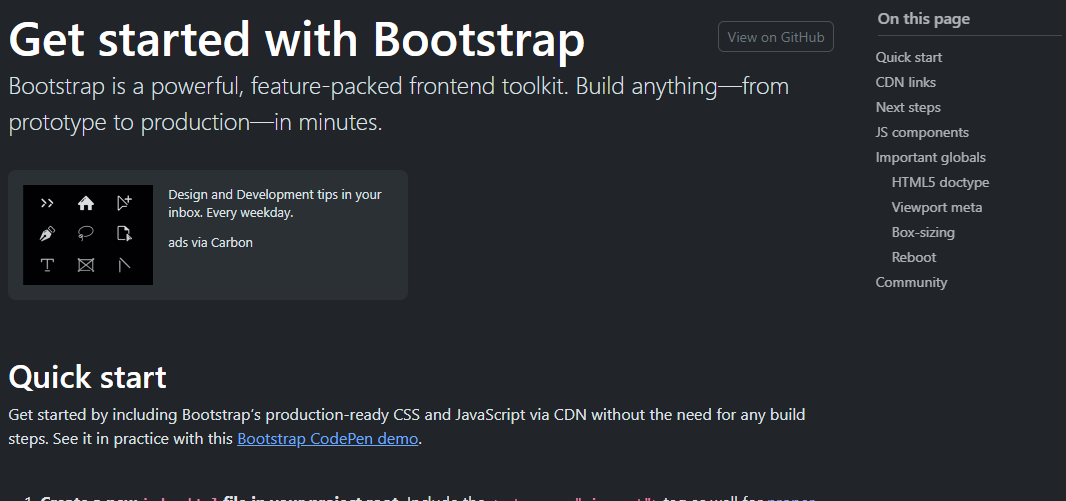 Get started with Bootstrap
View on GitHub
Bootstrap is a powerful, feature-packed frontend toolkit. Build anything—from
prototype to production—in minutes.
Design and Development tips in your
inbox. Every weekday.
ads via Carbon
Quick start
Get started by including Bootstrap’s production-ready CSS and JavaScript via CDN without the need for any build
steps. See it in practice with this Bootstrap CodePen demo.
On this page
Quick start
CDN links
Next steps
JS components
Important globals
HTML5 doctype
Viewport meta
Box-sizing
Reboot
Community